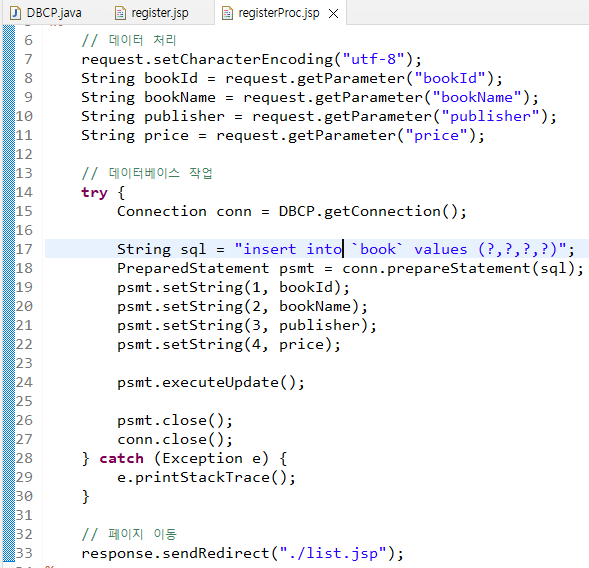 DBCP.java register.jsp registerProc.jsp
6 // 데이터 처리
7 request.setCharacterEncoding("utf-8");
8 String bookId = request.getParameter("bookId");
9 String bookName = request.getParameter("bookName");
10 String publisher = request.getParameter("publisher");
11 String price = request.getParameter("price");
12
13 // 데이터베이스 작업
14 try {
15 Connection conn = DBCP.getConnection();
16
17 String sql = "insert into `book` values (?,?,?,?)";
18 PreparedStatement psmt = conn.prepareStatement(sql);
19 psmt.setString(1, bookId);
20 psmt.setString(2, bookName);
21 psmt.setString(3, publisher);
22 psmt.setString(4, price);
23
24 psmt.executeUpdate();
25
26 psmt.close();
27 conn.close();
28 } catch (Exception e) {
29 e.printStackTrace();
30 }
31
32 // 페이지 이동
33 response.sendRedirect("./list.jsp");